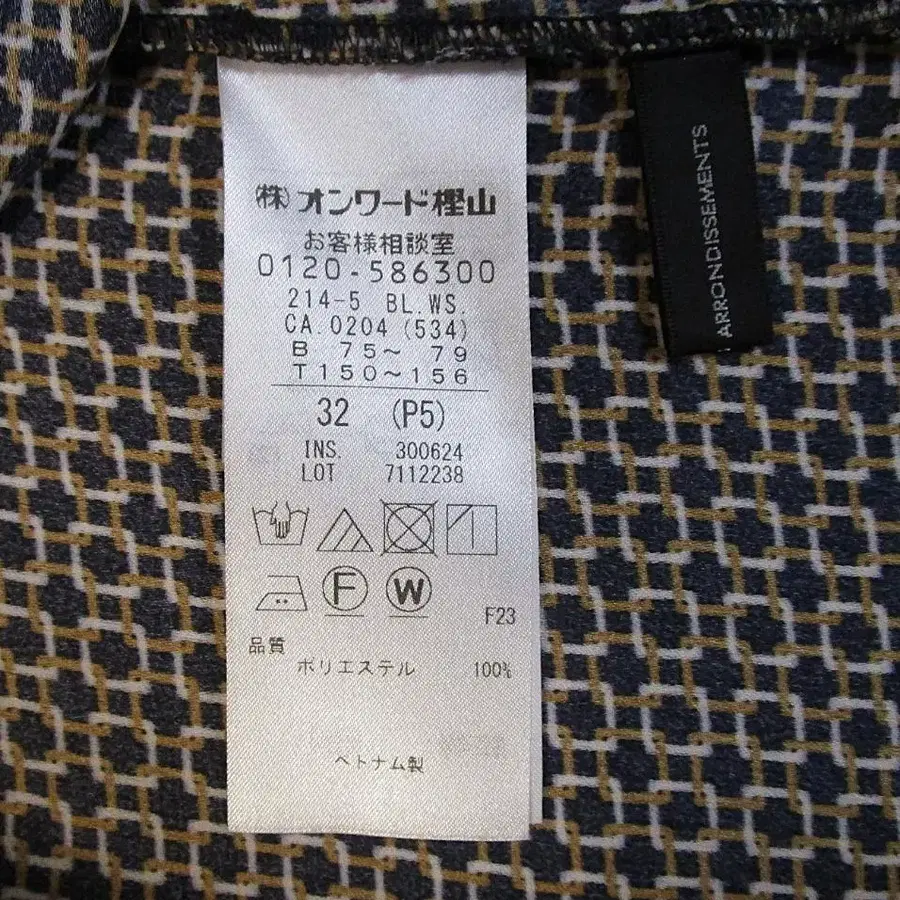 (株)オンワード樫山
お客様相談室
0120-586300
214-5 BL.WS.
CA.0204 (534)
B 75～ 79
T150～156
32 (P5)
INS. 300624
LOT 7112238
F
W
F23
品質
ポリエステル 100%
ベトナム製
ARRONDISSEMENTS